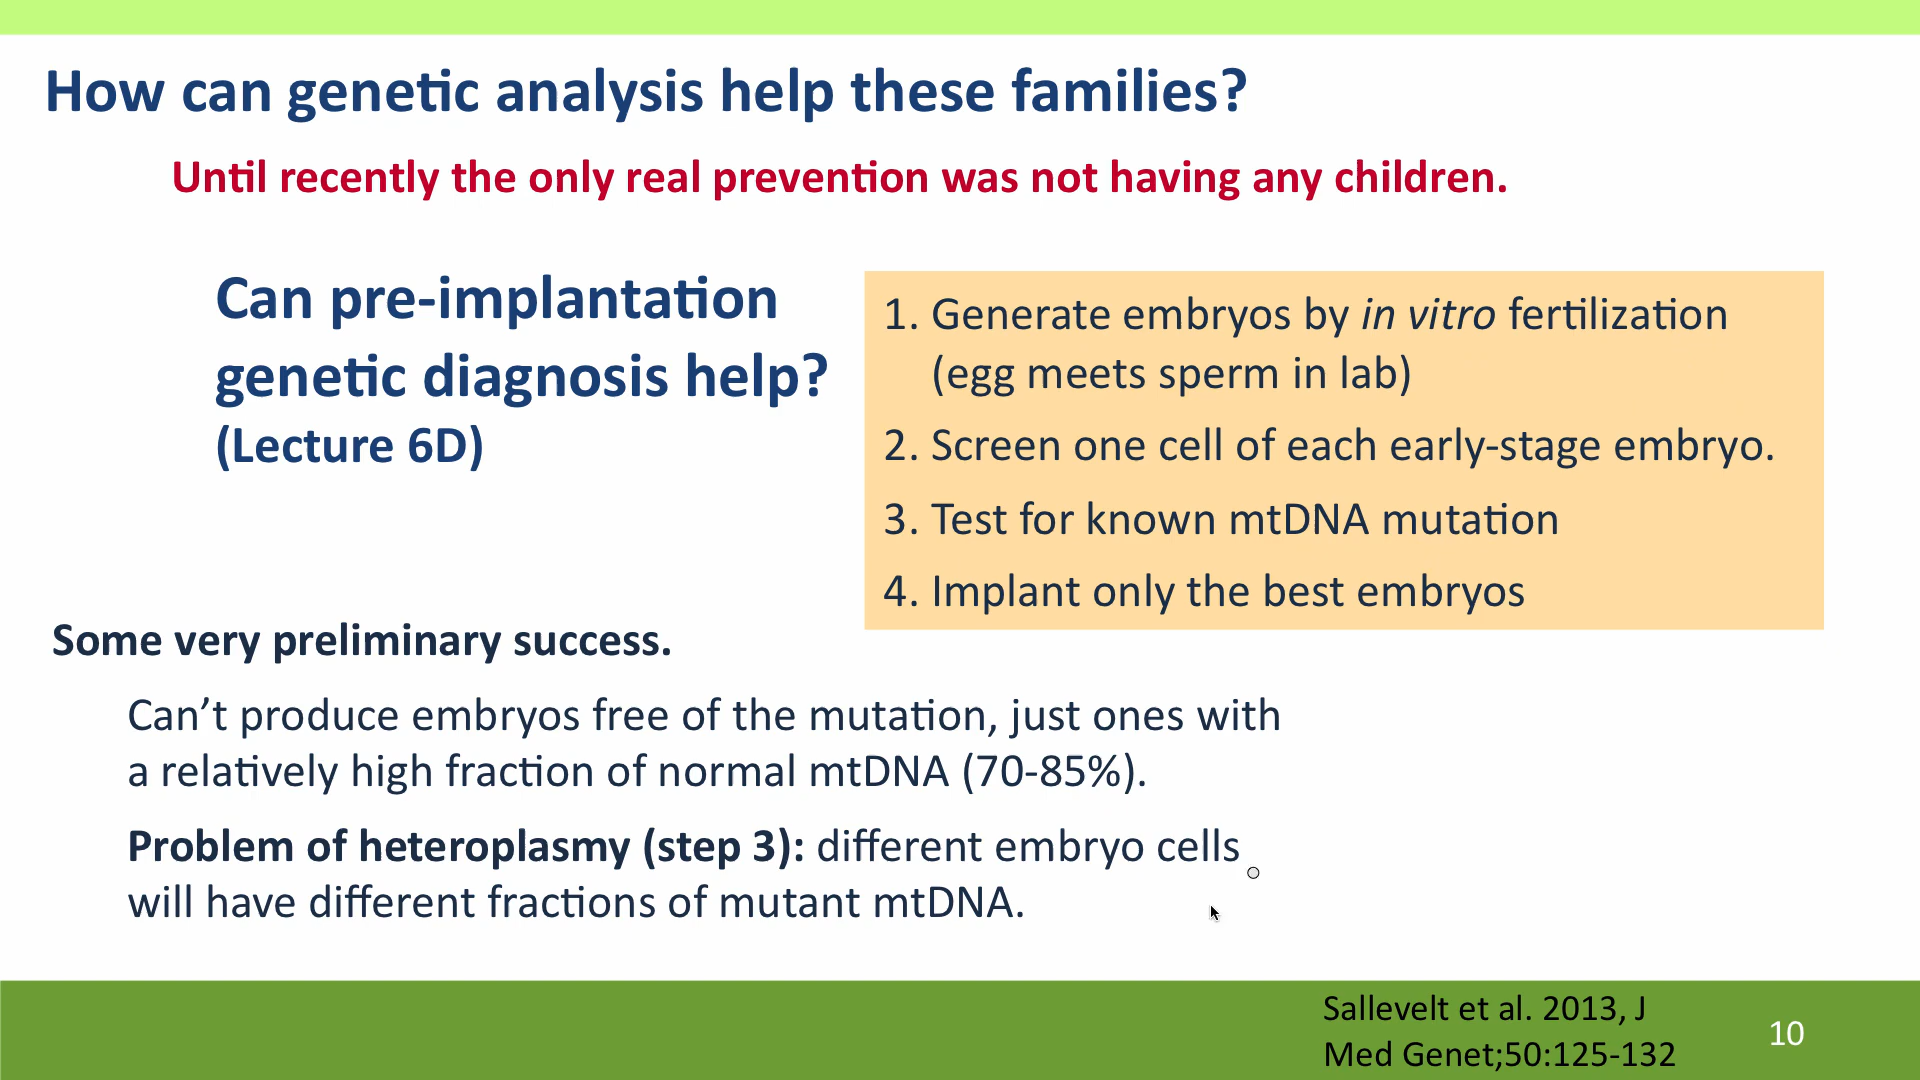 How can genetic analysis help these families?
Until recently the only real prevention was not having any children.
Can pre-implantation
genetic diagnosis help?
(Lecture 6D)
1. Generate embryos by in vitro fertilization
(egg meets sperm in lab)
2. Screen one cell of each early-stage embryo.
3. Test for known mtDNA mutation
4. Implant only the best embryos
Some very preliminary success.
Can’t produce embryos free of the mutation, just ones with
a relatively high fraction of normal mtDNA (70-85%).
Problem of heteroplasmy (step 3): different embryo cells
will have different fractions of mutant mtDNA.
Sallevelt et al. 2013, J
Med Genet;50:125-132
10